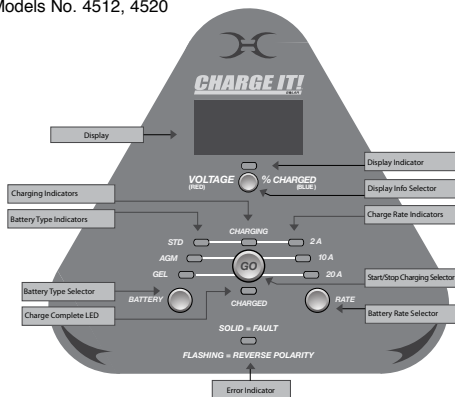 Models No. 4512, 4520
CHARGE IT!
Display
VOLTAGE % CHARGED
(RED) (BLUE)
Display Indicator
Display Info Selector
Charging Indicators
Battery Type Indicators
Charge Rate Indicators
CHARGING
STD 2 A
AGM 10 A
GEL 20 A
GO
Start/Stop Charging Selector
Battery Type Selector
BATTERY RATE
CHARGED
Charge Complete LED
Battery Rate Selector
SOLID = FAULT
FLASHING = REVERSE POLARITY
Error Indicator